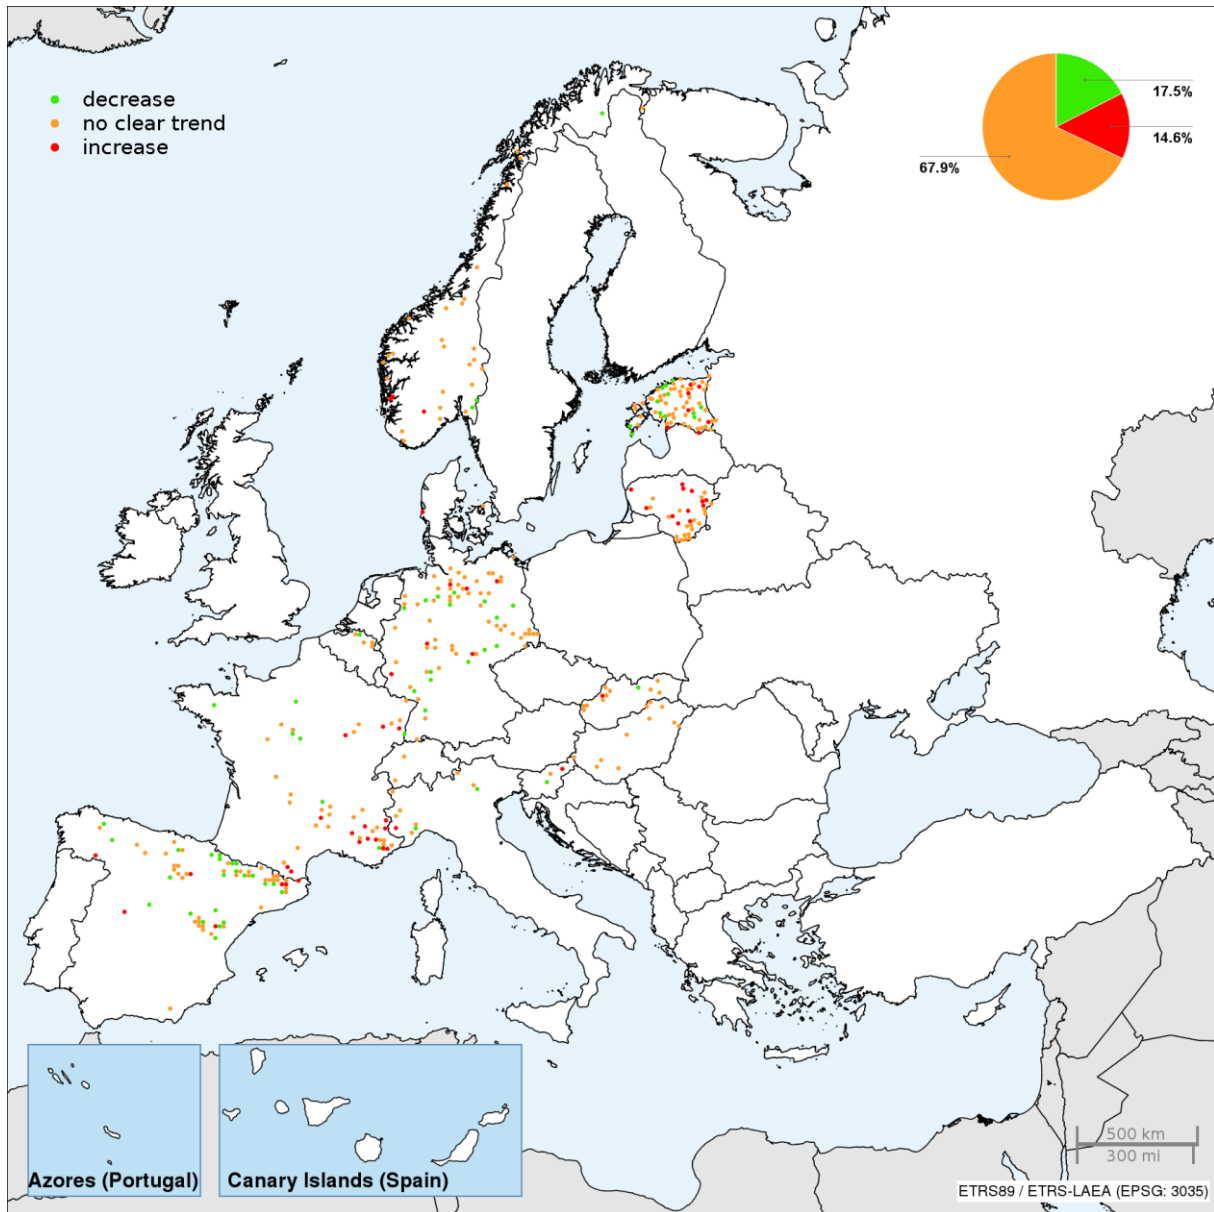 decrease
no clear trend
increase
17.5%
14.6%
67.9%
Azores (Portugal)
Canary Islands (Spain)
500 km
300 mi
ETRS89 / ETRS-LAEA (EPSG: 3035)